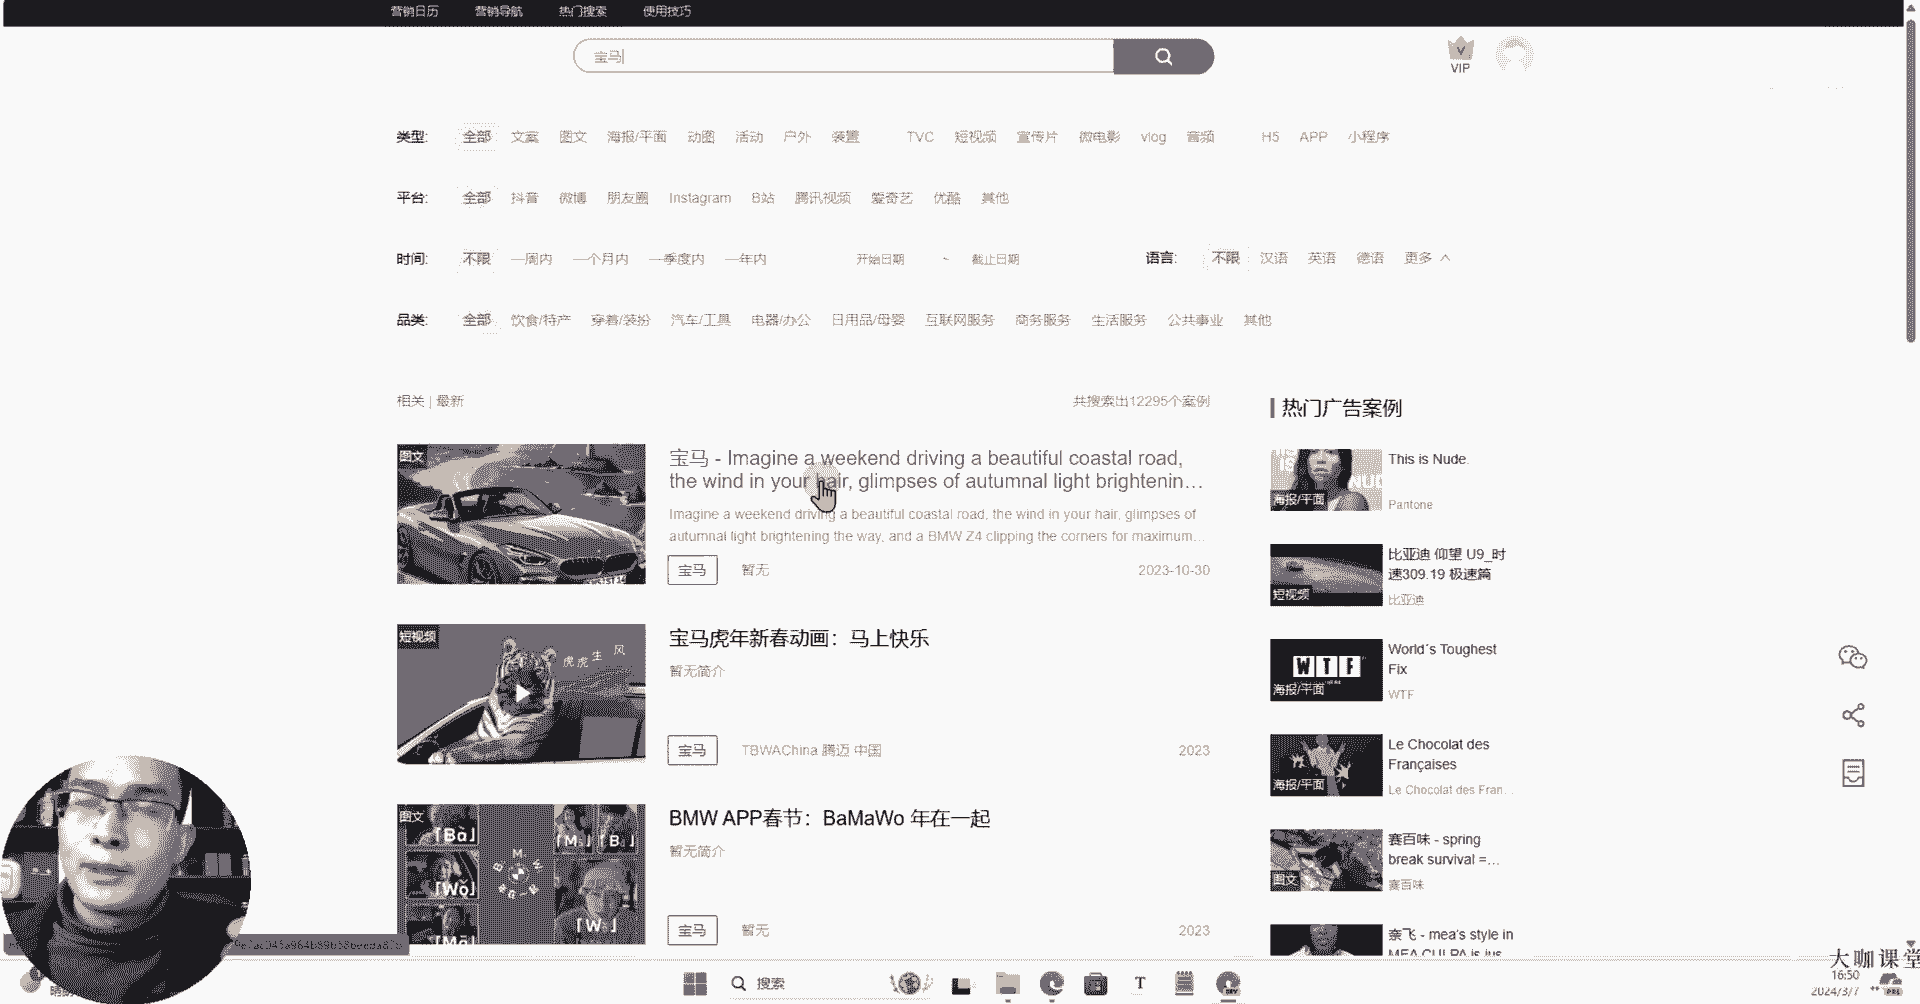 营销日历 营销导航 热门搜索 使用技巧
宝马
VIP
类型: 全部 文案 图文 海报/平面 动图 活动 户外 装置 TVC 短视频 宣传片 微电影 vlog 音频 H5 APP 小程序
平台: 全部 抖音 微博 朋友圈 Instagram B站 腾讯视频 爱奇艺 优酷 其他
时间: 不限 一周内 一个月内 一季度内 一年内 开始日期 ~ 截止日期 语言: 不限 汉语 英语 德语 更多
品类: 全部 饮食/特产 穿着/装扮 汽车/工具 电器/办公 日用品/母婴 互联网服务 商务服务 生活服务 公共事业 其他
相关 | 最新 共搜索出12295个案例
图文
宝马 - Imagine a weekend driving a beautiful coastal road,
the wind in your hair, glimpses of autumnal light brightenin...
Imagine a weekend driving a beautiful coastal road, the wind in your hair, glimpses of
autumnal light brightening the way, and a BMW Z4 clipping the corners for maximum...
宝马 暂无 2023-10-30
短视频
虎虎生风
宝马虎年新春动画：马上快乐
暂无简介
宝马 TBWAChina 腾迈 中国 2023
图文
「Bǎ」
「M」 「B」
「Wǒ」
「W」
BMW APP春节：BaMaWo 年在一起
暂无简介
宝马 暂无 2023
热门广告案例
海报/平面
This is Nude.
Pantone
短视频
比亚迪 仰望 U9_时
速309.19 极速篇
比亚迪
WTF
海报/平面
World´s Toughest
Fix
WTF
海报/平面
Le Chocolat des
Françaises
Le Chocolat des Fran...
图文
赛百味 - spring
break survival =...
赛百味
奈飞 - mea's style in
MEA CULPA is jus
搜索
大咖课堂
16:50
2024/3/7